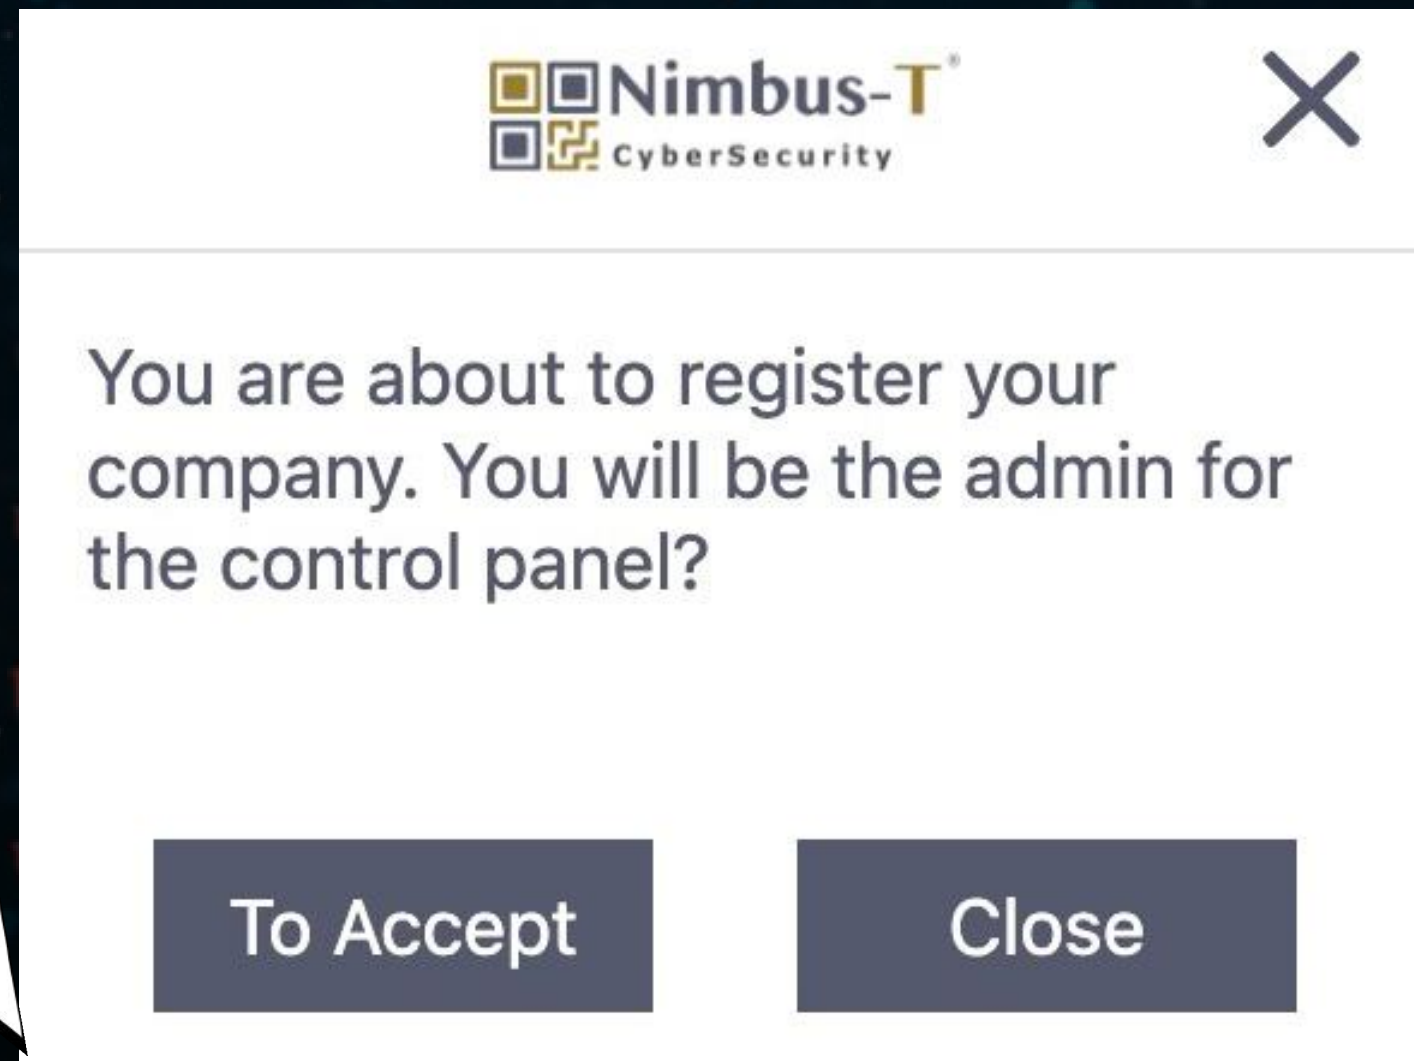 Nimbus-T®
CyberSecurity
You are about to register your
company. You will be the admin for
the control panel?
To Accept
Close